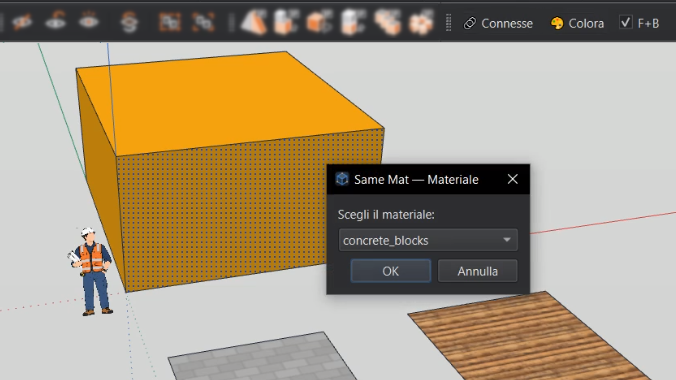 Connesse Colora F+B
Same Mat — Materiale
Scegli il materiale:
concrete_blocks
OK Annulla